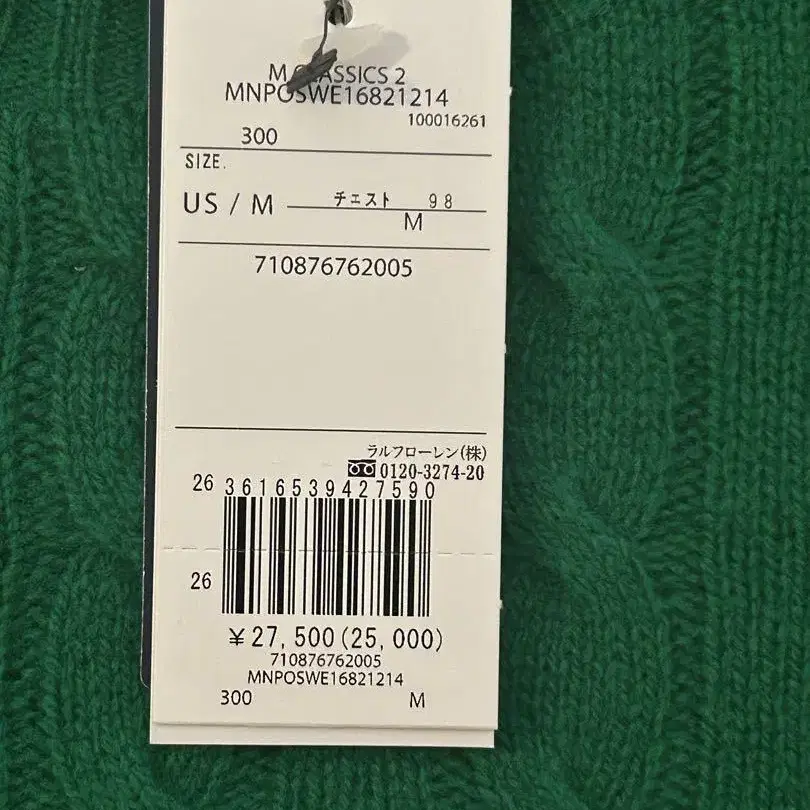 M CLASSICS 2
MNPOSWE16821214
100016261
300
SIZE.
US / M チェスト 98
M
710876762005
ラルフローレン(株)
0120-3274-20
26 3616539427590
26
¥27,500(25,000)
710876762005
MNPOSWE16821214
300 M